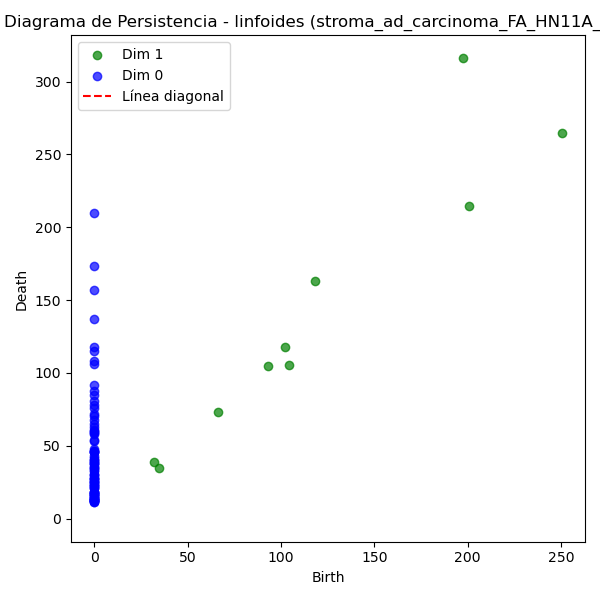 Diagrama de Persistencia - linfoides (stroma_ad_carcinoma_FA_HN11A_
Dim 1
Dim 0
Línea diagonal
300
250
200
150
100
50
0
Death
0 50 100 150 200 250
Birth